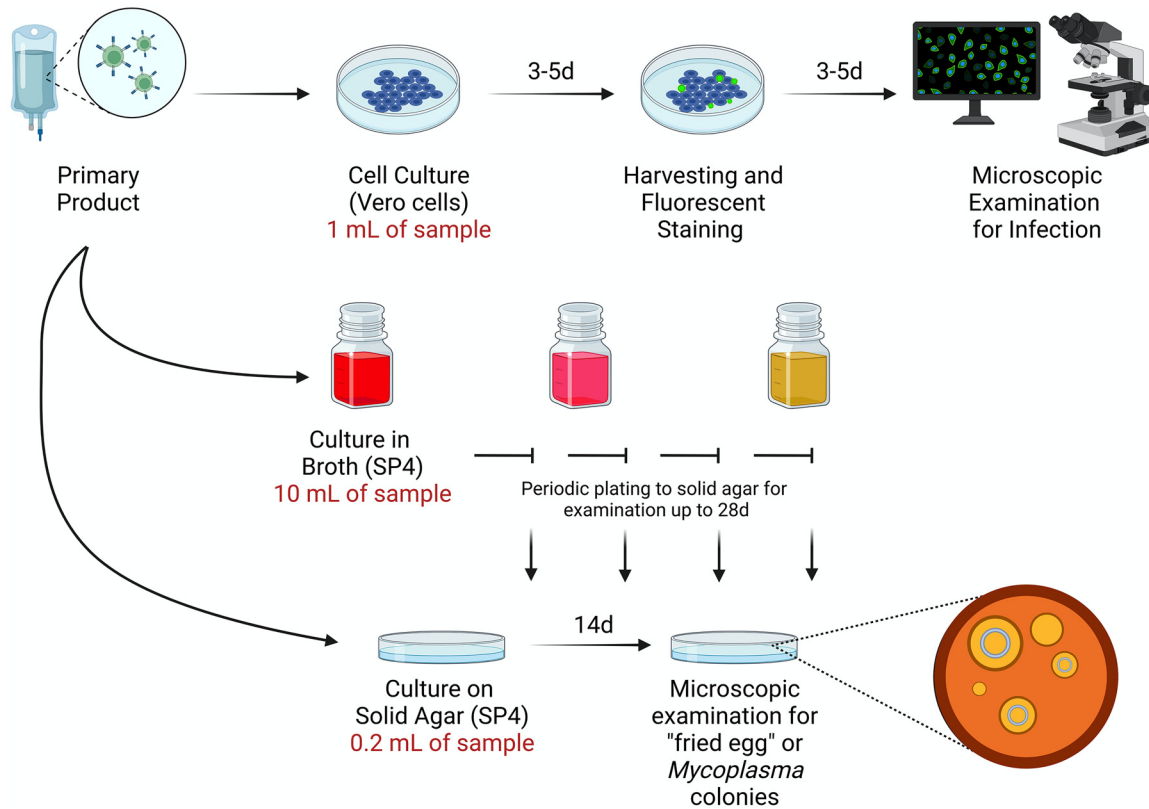 3-5d
3-5d
Primary
Product
Cell Culture
(Vero cells)
1 mL of sample
Harvesting and
Fluorescent
Staining
Microscopic
Examination
for Infection
Culture in
Broth (SP4)
10 mL of sample
Periodic plating to solid agar for
examination up to 28d
14d
Culture on
Solid Agar (SP4)
0.2 mL of sample
Microscopic
examination for
"fried egg" or
Mycoplasma
colonies